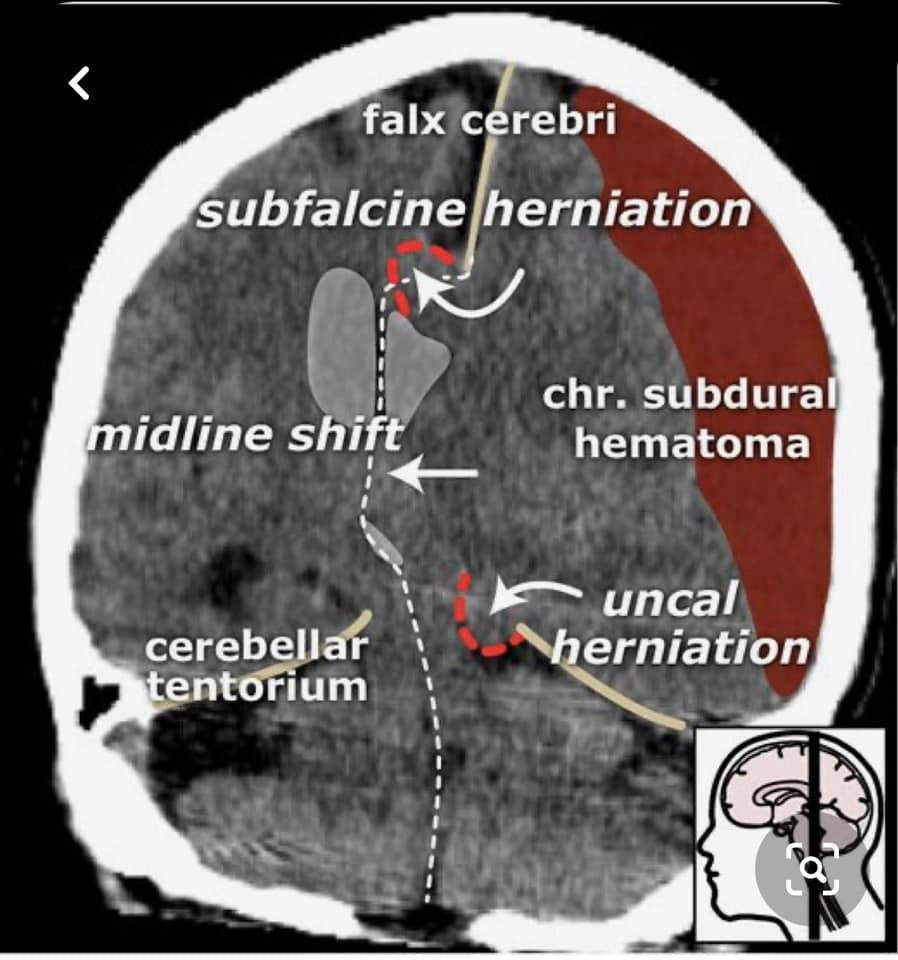 falx cerebri
subfalcine herniation
chr. subdural
hematoma
midline shift
uncal
herniation
cerebellar
tentorium